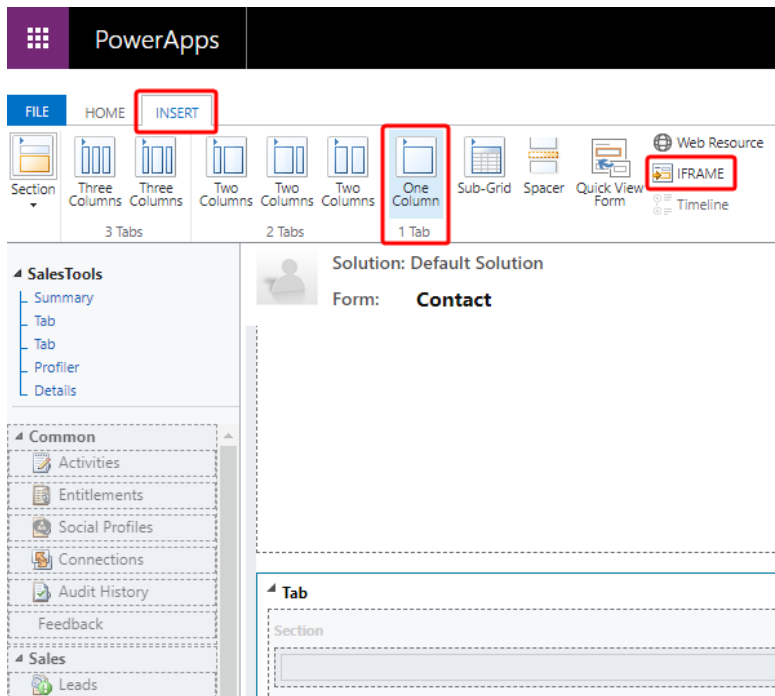 PowerApps
FILE HOME INSERT
Section
Three Columns
Three Columns
Two Columns
Two Columns
Two Columns
One Column
Sub-Grid
Spacer
Quick View Form
Web Resource
IFRAME
Timeline
3 Tabs
2 Tabs
1 Tab
SalesTools
Summary
Tab
Tab
Profiler
Details
Common
Activities
Entitlements
Social Profiles
Connections
Audit History
Feedback
Sales
Leads
Solution: Default Solution
Form: Contact
Tab
Section